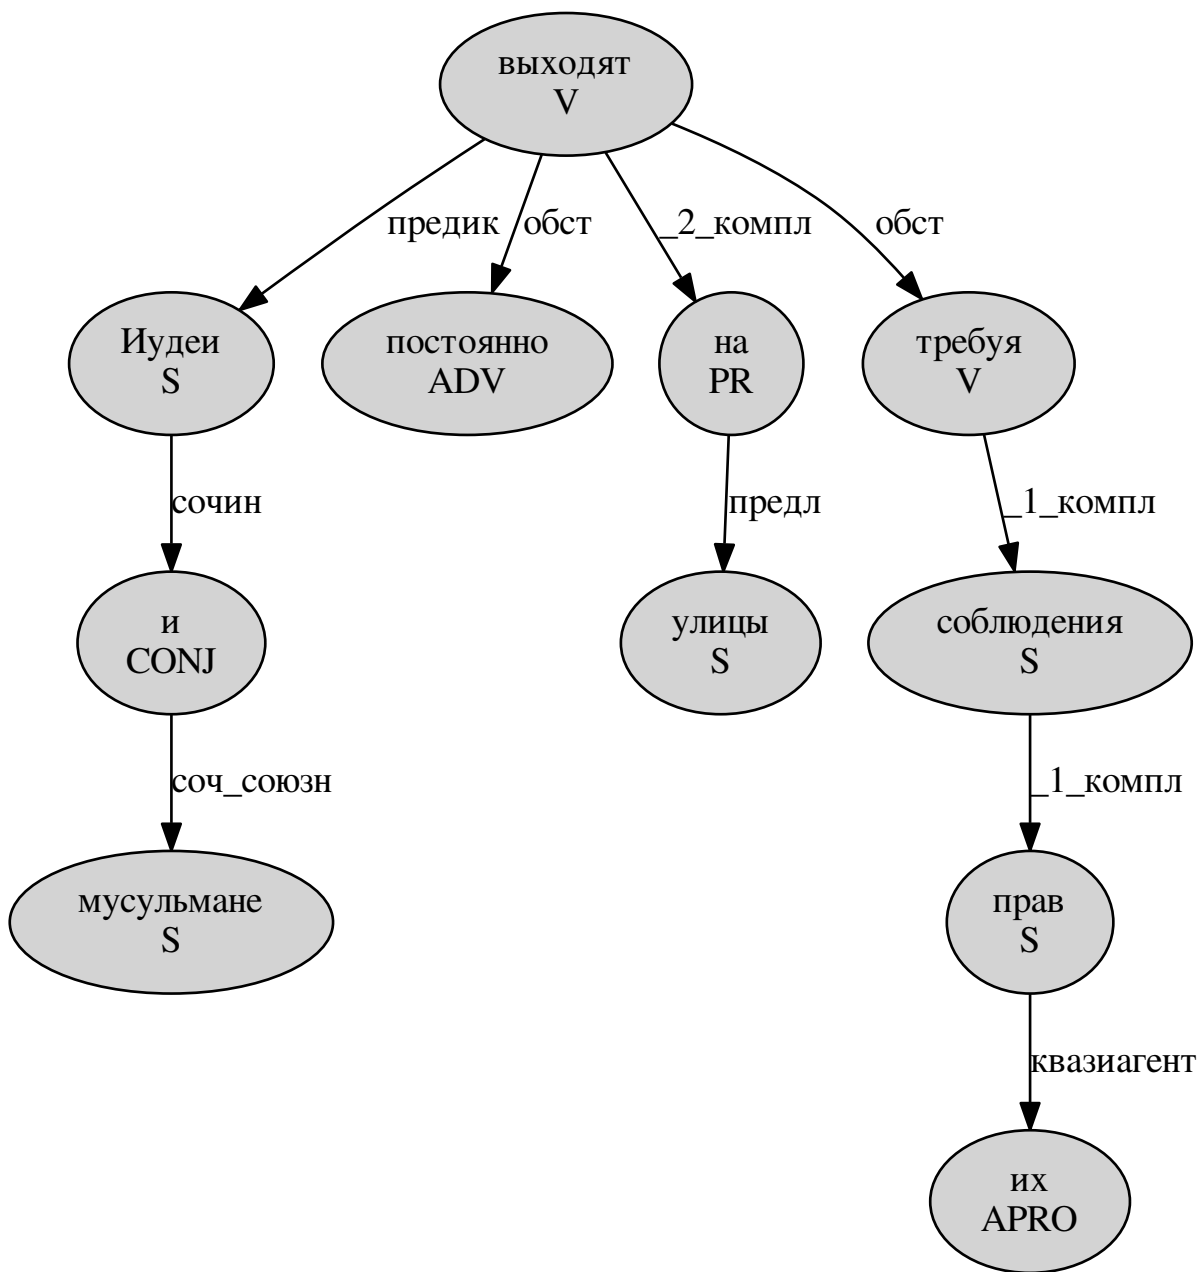 выходят
V
предик
обст
_2_компл
обст
Иудеи
S
постоянно
ADV
на
PR
требуя
V
сочин
предл
_1_компл
и
CONJ
улицы
S
соблюдения
S
соч_союзн
_1_компл
мусульмане
S
прав
S
квазиагент
их
APRO